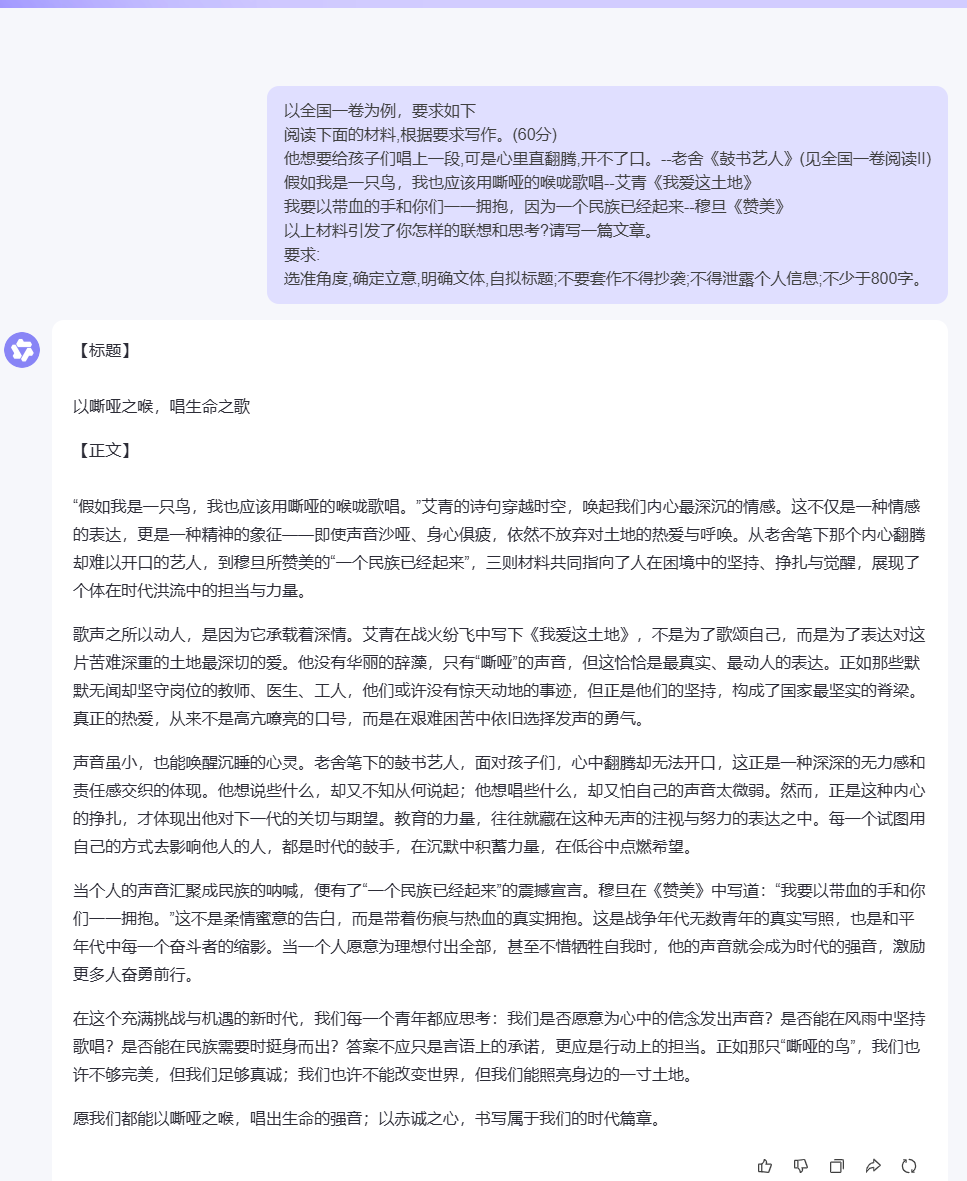 以全国一卷为例，要求如下
阅读下面的材料,根据要求写作。(60分)
他想要给孩子们唱上一段,可是心里直翻腾,开不了口。--老舍《鼓书艺人》(见全国一卷阅读II)
假如我是一只鸟，我也应该用嘶哑的喉咙歌唱--艾青《我爱这土地》
我要以带血的手和你们一一拥抱，因为一个民族已经起来--穆旦《赞美》
以上材料引发了你怎样的联想和思考?请写一篇文章。
要求:
选准角度,确定立意,明确文体,自拟标题;不要套作不得抄袭;不得泄露个人信息;不少于800字。
【标题】
以嘶哑之喉，唱生命之歌
【正文】
“假如我是一只鸟，我也应该用嘶哑的喉咙歌唱。”艾青的诗句穿越时空，唤起我们内心最深沉的情感。这不仅是一种情感
的表达，更是一种精神的象征——即使声音沙哑、身心俱疲，依然不放弃对土地的热爱与呼唤。从老舍笔下那个内心翻腾
却难以开口的艺人，到穆旦所赞美的“一个民族已经起来”，三则材料共同指向了人在困境中的坚持、挣扎与觉醒，展现了
个体在时代洪流中的担当与力量。
歌声之所以动人，是因为它承载着深情。艾青在战火纷飞中写下《我爱这土地》，不是为了歌颂自己，而是为了表达对这
片苦难深重的土地最深切的爱。他没有华丽的辞藻，只有“嘶哑”的声音，但这恰恰是最真实、最动人的表达。正如那些默
默无闻却坚守岗位的教师、医生、工人，他们或许没有惊天动地的事迹，但正是他们的坚持，构成了国家最坚实的脊梁。
真正的热爱，从来不是高亢嘹亮的口号，而是在艰难困苦中依旧选择发声的勇气。
声音虽小，也能唤醒沉睡的心灵。老舍笔下的鼓书艺人，面对孩子们，心中翻腾却无法开口，这正是一种深深的无力感和
责任感交织的体现。他想说些什么，却又不知从何说起；他想唱些什么，却又怕自己的声音太微弱。然而，正是这种内心
的挣扎，才体现出他对下一代的关切与期望。教育的力量，往往就藏在这种无声的注视与努力的表达之中。每一个试图用
自己的方式去影响他人的人，都是时代的鼓手，在沉默中积蓄力量，在低谷中点燃希望。
当个人的声音汇聚成民族的呐喊，便有了“一个民族已经起来”的震撼宣言。穆旦在《赞美》中写道：“我要以带血的手和你
们一一拥抱。”这不是柔情蜜意的告白，而是带着伤痕与热血的真实拥抱。这是战争年代无数青年的真实写照，也是和平
年代中每一个奋斗者的缩影。当一个人愿意为理想付出全部，甚至不惜牺牲自我时，他的声音就会成为时代的强音，激励
更多人奋勇前行。
在这个充满挑战与机遇的新时代，我们每一个青年都应思考：我们是否愿意为心中的信念发出声音？是否能在风雨中坚持
歌唱？是否能在民族需要时挺身而出？答案不应只是言语上的承诺，更应是行动上的担当。正如那只“嘶哑的鸟”，我们也
许不够完美，但我们足够真诚；我们也许不能改变世界，但我们能照亮身边的一寸土地。
愿我们都能以嘶哑之喉，唱出生命的强音；以赤诚之心，书写属于我们的时代篇章。